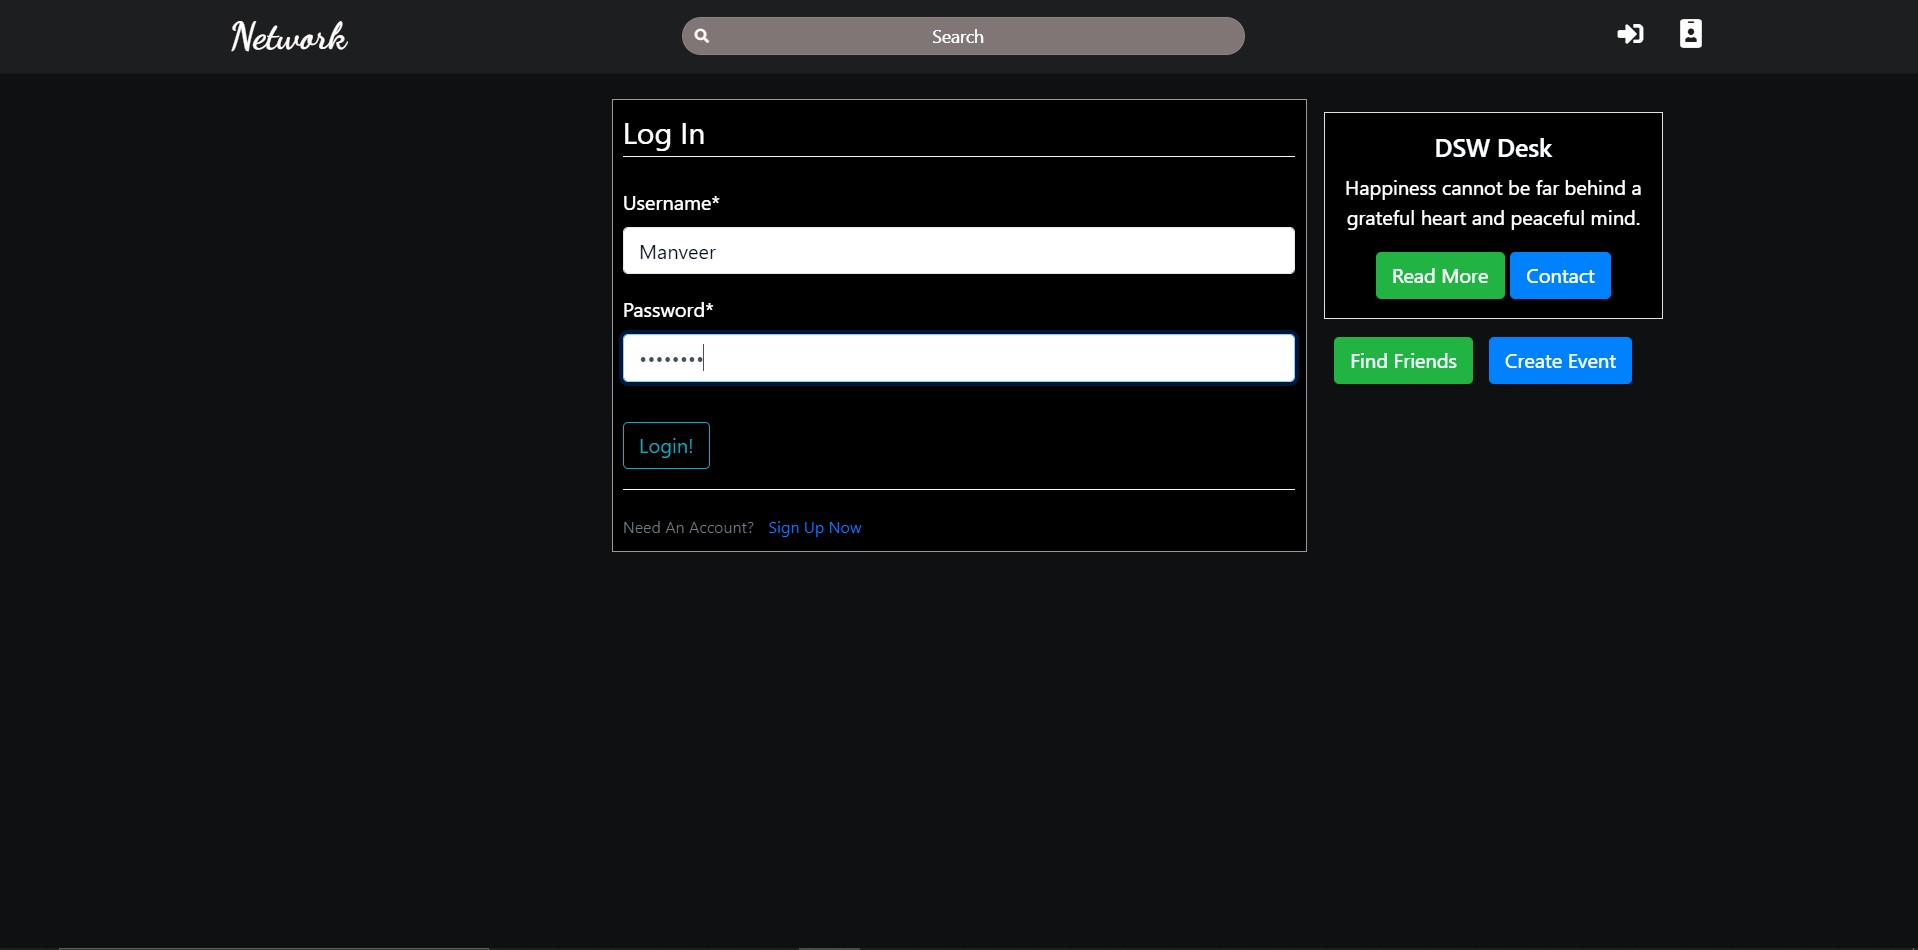 Network
Search
Log In
Username*
Manveer
Password*
••••••••
Login!
Need An Account? Sign Up Now
DSW Desk
Happiness cannot be far behind a
grateful heart and peaceful mind.
Read More
Contact
Find Friends
Create Event